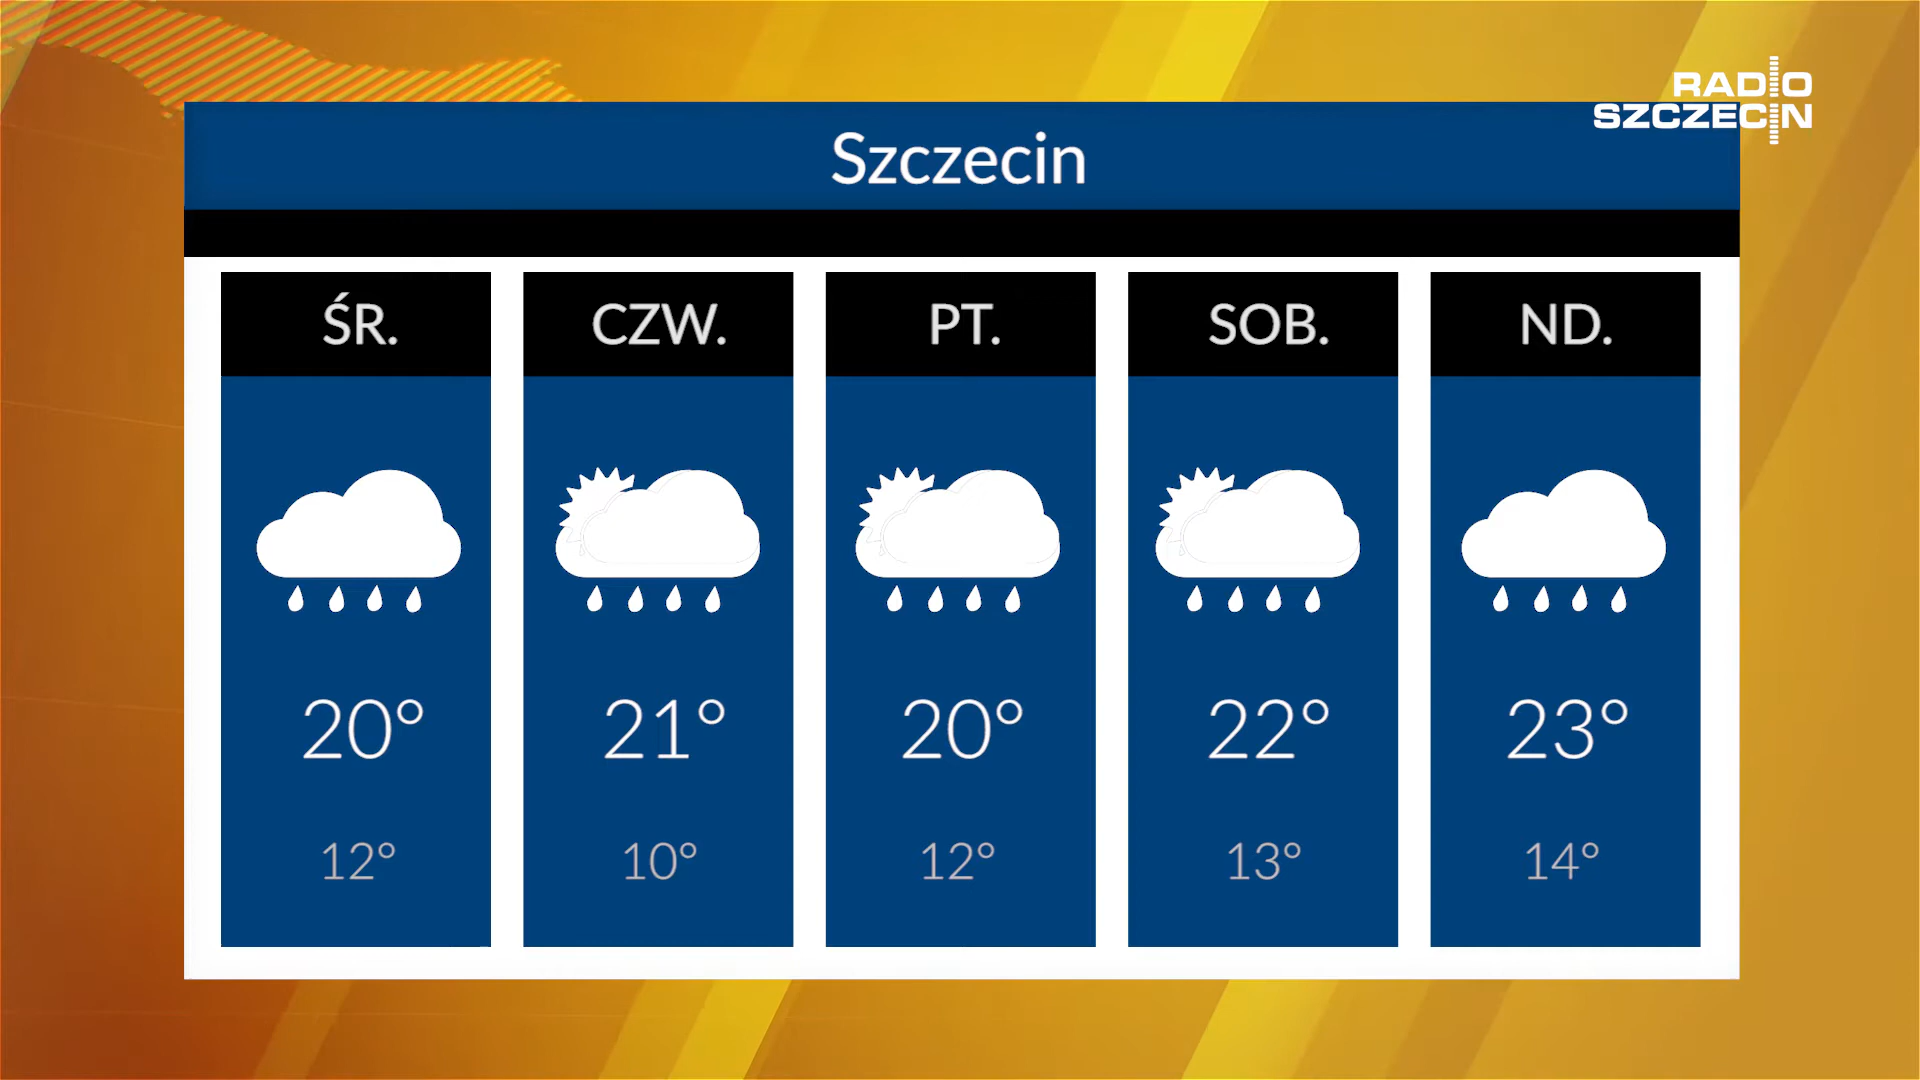 RADIO
SZCZECIN
Szczecin
ŚR. CZW. PT. SOB. ND.
20° 21° 20° 22° 23°
12° 10° 12° 13° 14°